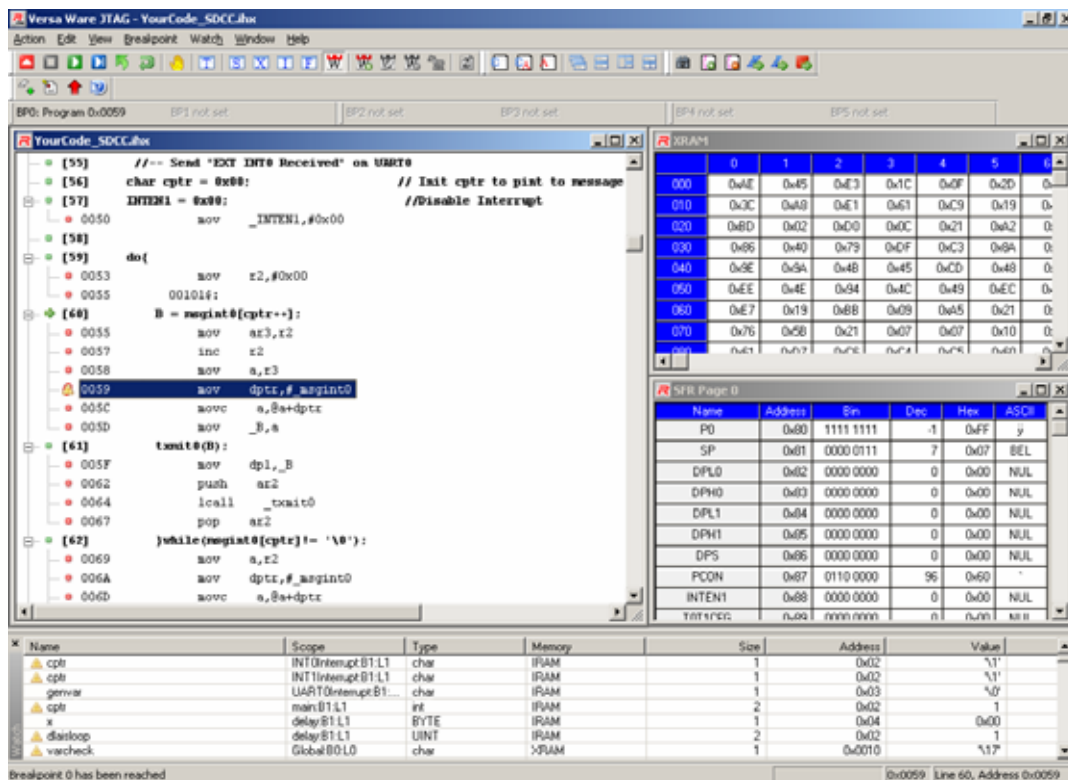 Versa Ware JTAG - YourCode_SDCC.ihx
Action Edit View Breakpoint Watch Window Help
BP0: Program 0x0059 BP1 not set BP2 not set BP3 not set BP4 not set BP5 not set
YourCode_SDCC.ihx
[55] //-- Send "EXT INT0 Received" on UART0
[56] char cptr = 0x00; // Init cptr to pint to message
[57] INTEN1 = 0x00; //Disable Interrupt
0050 mov _INTEN1,#0x00
[58]
[59] do{
0053 mov r2,#0x00
0055 00101$:
[60] B = msgint0[cptr++];
0055 mov ar3,r2
0057 inc r2
0058 mov a,r3
0059 mov dptr,#_msgint0
005C movc a,@a+dptr
005D mov _B,a
[61] txmit0(B);
005F mov dpl,_B
0062 push ar2
0064 lcall _txmit0
0067 pop ar2
[62] }while(msgint0[cptr]!= '\0');
0069 mov a,r2
006A mov dptr,#_msgint0
006D movc a,@a+dptr
XRAM
0 1 2 3 4 5 6
000 0xAE 0x45 0xE3 0x1C 0x0F 0x2D
010 0x3C 0xA8 0xE1 0x61 0xC9 0x19
020 0xBD 0x02 0xD0 0x0C 0x21 0xA2
030 0x86 0x40 0x79 0xDF 0xC3 0x8A
040 0x9E 0x9A 0x4B 0x45 0xCD 0x48
050 0xEE 0x4E 0x94 0x4C 0x49 0xEC
060 0xE7 0x19 0xBB 0x09 0xA5 0x21
070 0x76 0x5B 0x21 0x07 0x07 0x10
SFR Page 0
Name Address Bin Dec Hex ASCII
P0 0x80 1111 1111 -1 0xFF ÿ
SP 0x81 0000 0111 7 0x07 BEL
DPL0 0x82 0000 0000 0 0x00 NUL
DPH0 0x83 0000 0000 0 0x00 NUL
DPL1 0x84 0000 0000 0 0x00 NUL
DPH1 0x85 0000 0000 0 0x00 NUL
DPS 0x86 0000 0000 0 0x00 NUL
PCON 0x87 0110 0000 96 0x60 `
INTEN1 0x88 0000 0000 0 0x00 NUL
T0T1CFG 0x89 0000 0000 0 0x00 NUL
Name Scope Type Memory Size Address Value
cptr INT0Interrupt:B1:L1 char IRAM 1 0x02 '\1'
cptr INT1Interrupt:B1:L1 char IRAM 1 0x02 '\1'
genvar UART0Interrupt:B1:... char IRAM 1 0x03 '\0'
cptr main:B1:L1 int IRAM 2 0x02 1
x delay:B1:L1 BYTE IRAM 1 0x04 0x00
dlaisloop delay:B1:L1 UINT IRAM 2 0x02 1
varcheck Global:B0:L0 char XRAM 1 0x0010 '\17'
Watch
Breakpoint 0 has been reached 0x0059 Line 60, Address 0x0059